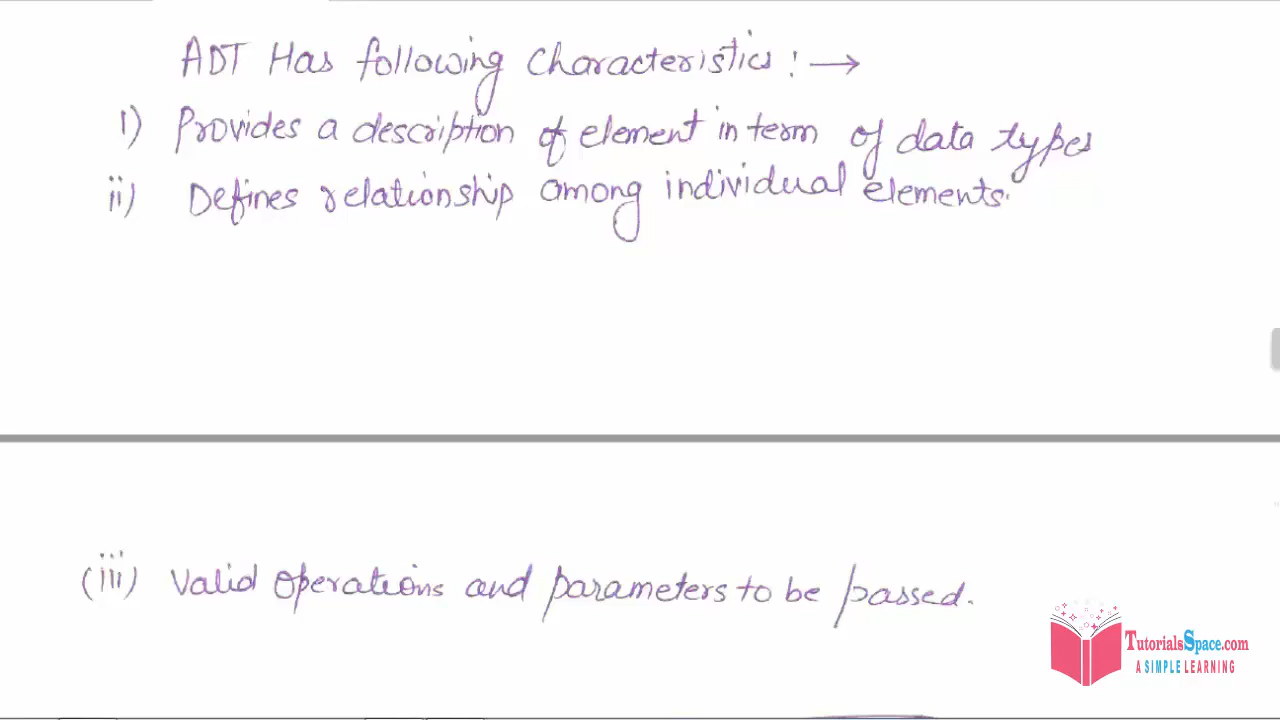 ADT Has following Characteristics :→
i) Provides a description of element in term of data types
ii) Defines relationship among individual elements.
(iii) Valid operations and parameters to be passed.
TutorialsSpace.com
A SIMPLE LEARNING